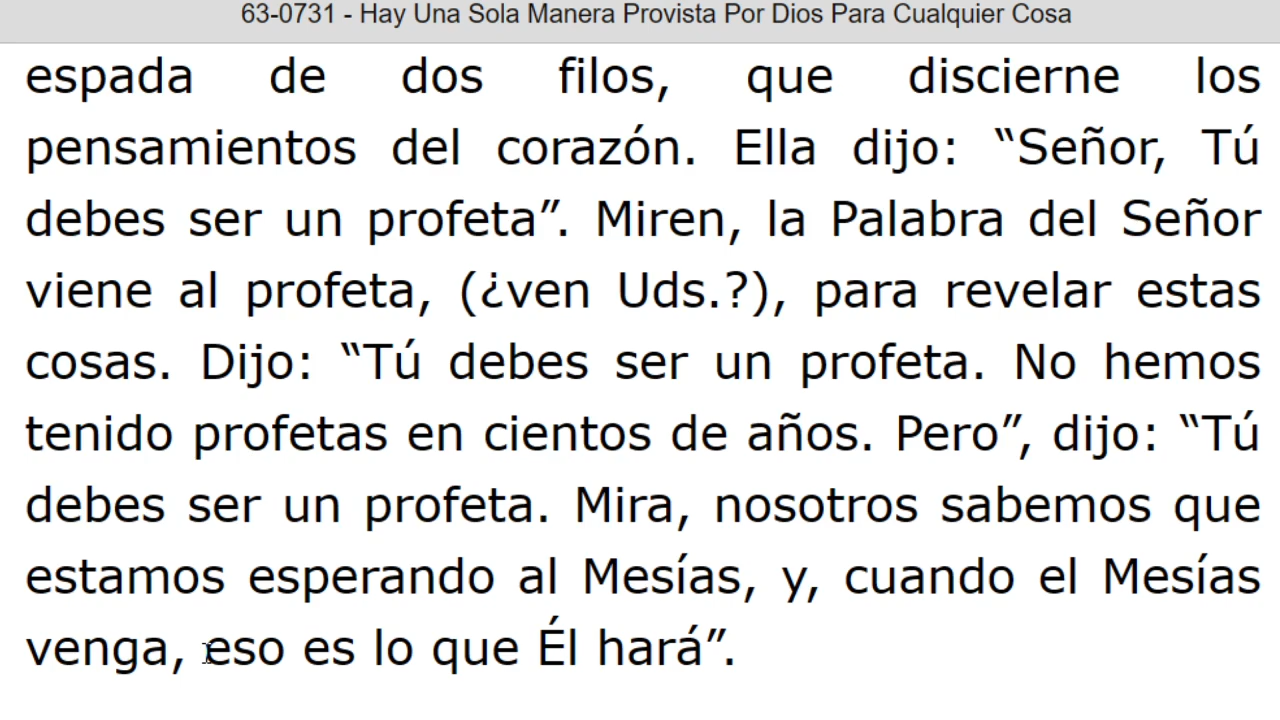 63-0731 - Hay Una Sola Manera Provista Por Dios Para Cualquier Cosa
espada de dos filos, que discierne los
pensamientos del corazón. Ella dijo: “Señor, Tú
debes ser un profeta”. Miren, la Palabra del Señor
viene al profeta, (¿ven Uds.?), para revelar estas
cosas. Dijo: “Tú debes ser un profeta. No hemos
tenido profetas en cientos de años. Pero”, dijo: “Tú
debes ser un profeta. Mira, nosotros sabemos que
estamos esperando al Mesías, y, cuando el Mesías
venga, eso es lo que Él hará”.